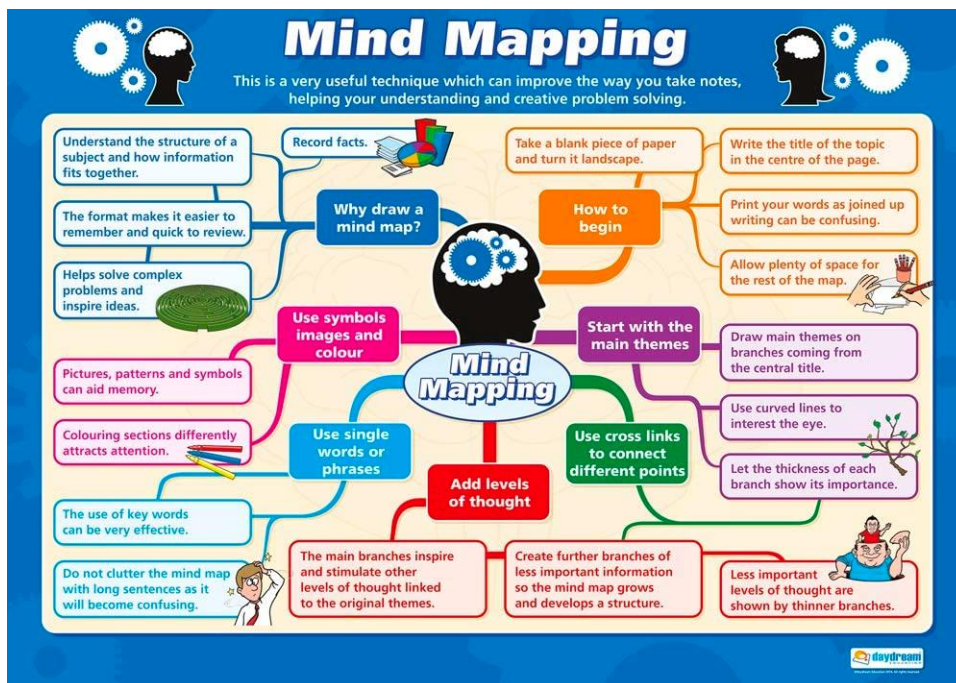 Mind Mapping
This is a very useful technique which can improve the way you take notes,
helping your understanding and creative problem solving.
Why draw a
mind map?
Understand the structure of a
subject and how information
fits together.
Record facts.
The format makes it easier to
remember and quick to review.
Helps solve complex
problems and
inspire ideas.
How to
begin
Take a blank piece of paper
and turn it landscape.
Write the title of the topic
in the centre of the page.
Print your words as joined up
writing can be confusing.
Allow plenty of space for
the rest of the map.
Mind
Mapping
Use symbols
images and
colour
Pictures, patterns and symbols
can aid memory.
Colouring sections differently
attracts attention.
Start with the
main themes
Draw main themes on
branches coming from
the central title.
Use curved lines to
interest the eye.
Let the thickness of each
branch show its importance.
Use single
words or
phrases
The use of key words
can be very effective.
Do not clutter the mind map
with long sentences as it
will become confusing.
Use cross links
to connect
different points
Add levels
of thought
The main branches inspire
and stimulate other
levels of thought linked
to the original themes.
Create further branches of
less important information
so the mind map grows
and develops a structure.
Less important
levels of thought are
shown by thinner branches.
daydream
EDUCATION